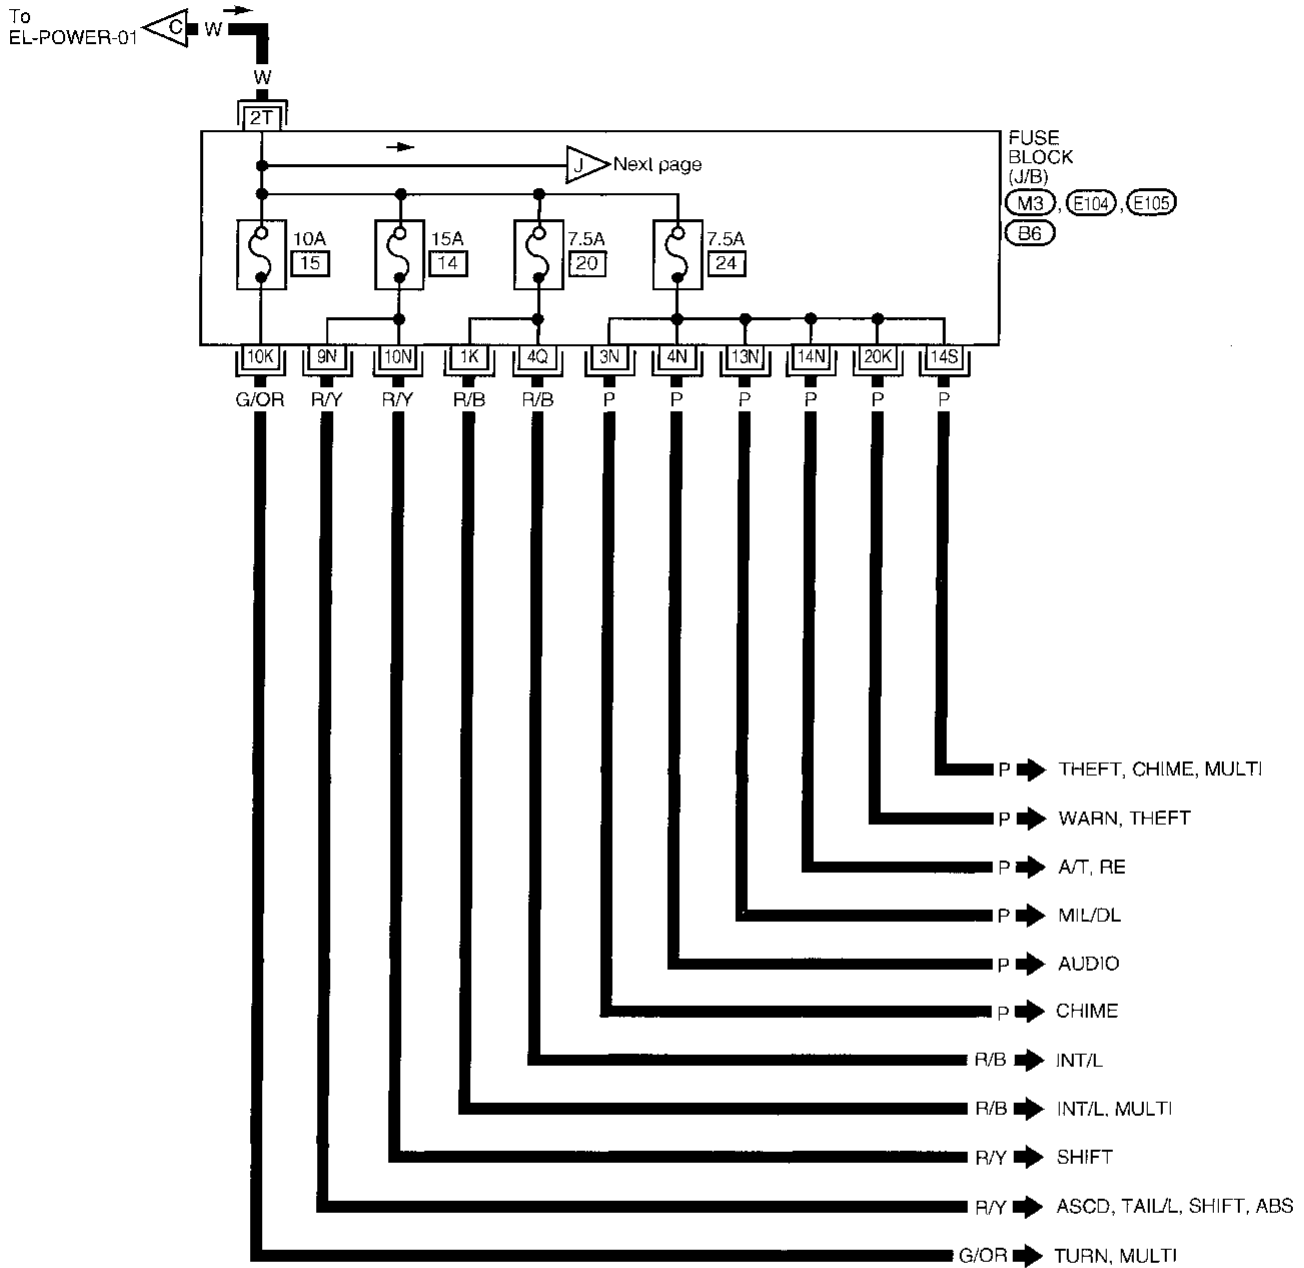 To
EL-POWER-01 C W
W
2T
FUSE
BLOCK
(J/B)
J Next page
M3 , E104 , E105
B6
10A 15A 7.5A 7.5A
15 14 20 24
10K 9N 10N 1K 4Q 3N 4N 13N 14N 20K 14S
G/OR R/Y R/Y R/B R/B P P P P P P
P THEFT, CHIME, MULTI
P WARN, THEFT
P A/T, RE
P MIL/DL
P AUDIO
P CHIME
R/B INT/L
R/B INT/L, MULTI
R/Y SHIFT
R/Y ASCD, TAIL/L, SHIFT, ABS
G/OR TURN, MULTI